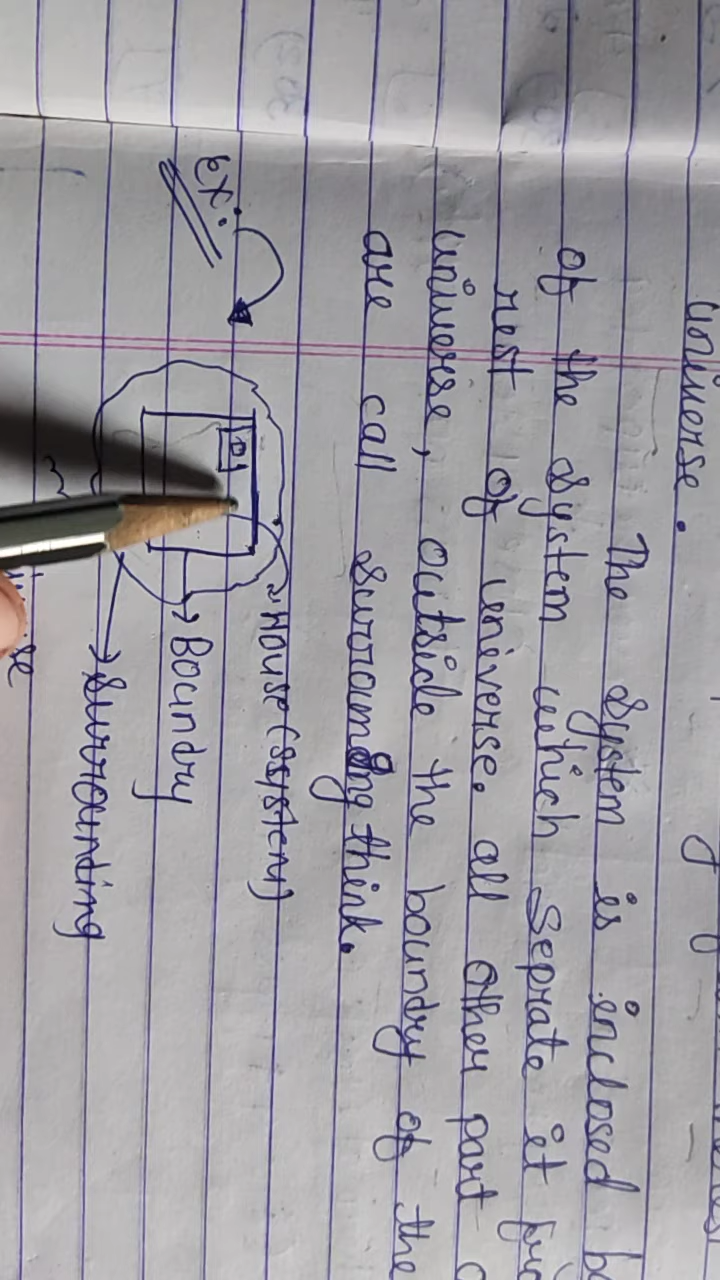 universe.
The system is inclosed
of the system which seprate it
rest of universe. all other part
universe, outside the boundry of the
are call surrounding think.
Ex:
House (system)
Boundry
Surrounding